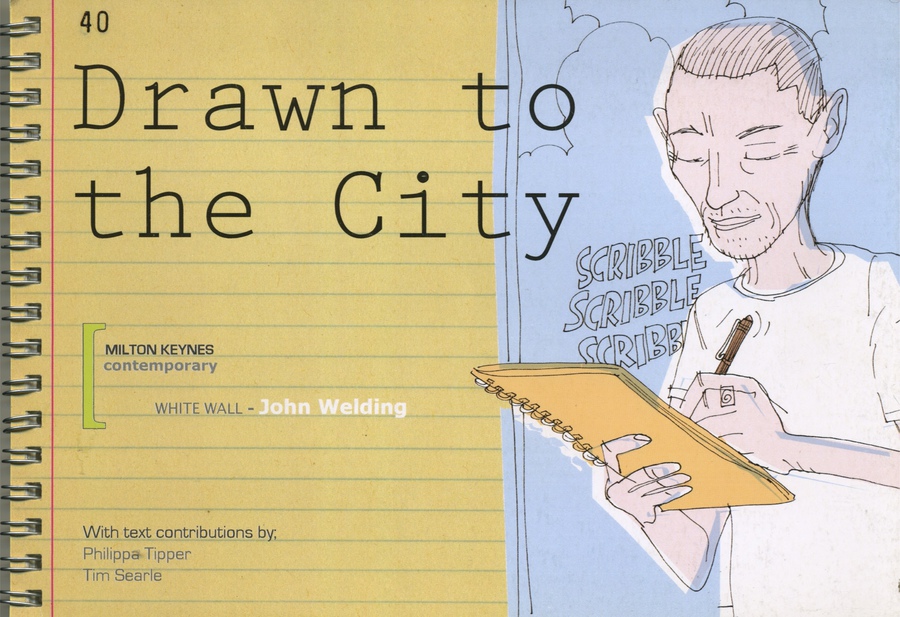 40
Drawn to
the City
SCRIBBLE
SCRIBBLE
SCRIBB
MILTON KEYNES
contemporary
WHITE WALL - John Welding
With text contributions by;
Philippa Tipper
Tim Searle